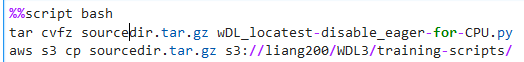 %%script bash
tar cvfz sourcedir.tar.gz wDL_locatest-disable_eager-for-CPU.py
aws s3 cp sourcedir.tar.gz s3://liang200/WDL3/training-scripts/